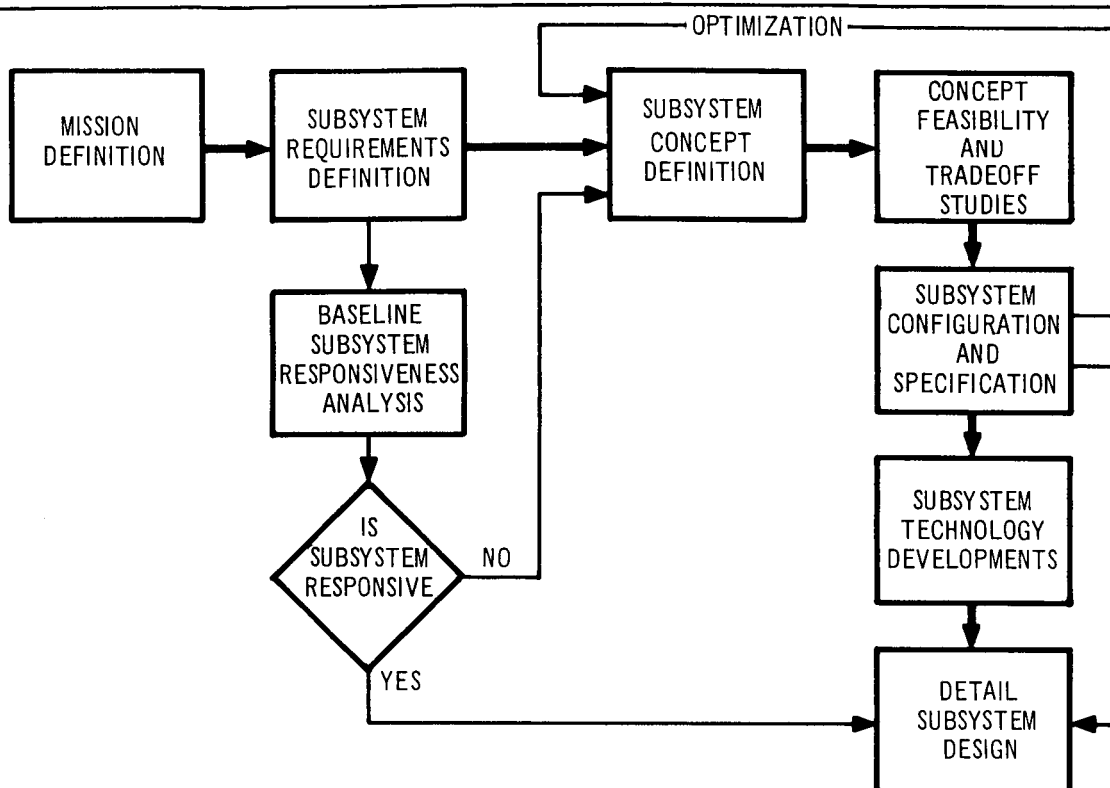 OPTIMIZATION
MISSION
DEFINITION
SUBSYSTEM
REQUIREMENTS
DEFINITION
SUBSYSTEM
CONCEPT
DEFINITION
CONCEPT
FEASIBILITY
AND
TRADEOFF
STUDIES
BASELINE
SUBSYSTEM
RESPONSIVENESS
ANALYSIS
SUBSYSTEM
CONFIGURATION
AND
SPECIFICATION
IS
SUBSYSTEM
RESPONSIVE
NO
YES
SUBSYSTEM
TECHNOLOGY
DEVELOPMENTS
DETAIL
SUBSYSTEM
DESIGN